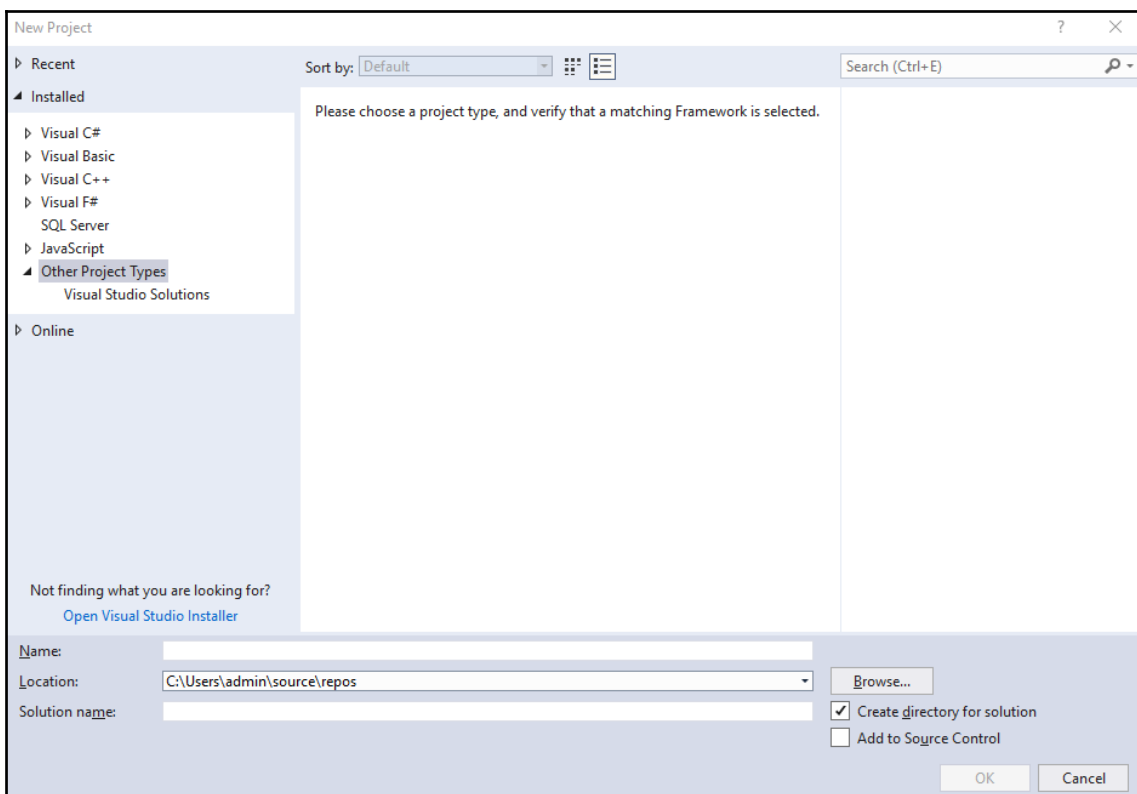 New Project
?
Recent
Installed
Visual C#
Visual Basic
Visual C++
Visual F#
SQL Server
JavaScript
Other Project Types
Visual Studio Solutions
Online
Not finding what you are looking for?
Open Visual Studio Installer
Sort by: Default
Please choose a project type, and verify that a matching Framework is selected.
Search (Ctrl+E)
Name:
Location: C:\Users\admin\source\repos Browse...
Solution name:
Create directory for solution
Add to Source Control
OK Cancel